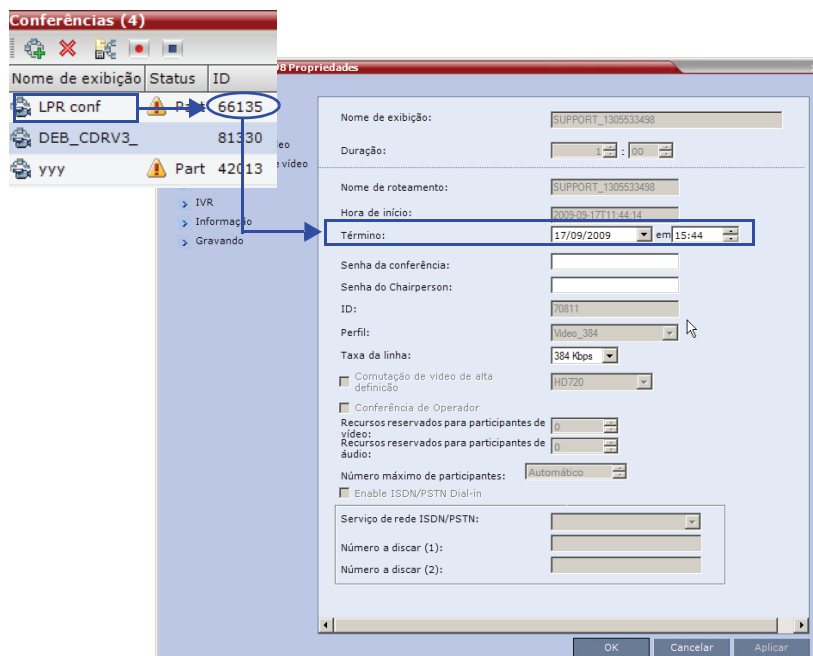 Conferências (4)
Nome de exibição Status ID
LPR conf Part 66135
DEB_CDRV3_ 81330
yyy Part 42013
8 Propriedades
eo
e vídeo
IVR
Informação
Gravando
Nome de exibição: SUPPORT_1305533498
Duração: 1 : 00
Nome de roteamento: SUPPORT_1305533498
Hora de início: 2009-09-17T11:44:14
Término: 17/09/2009 em 15:44
Senha da conferência:
Senha do Chairperson:
ID: 70811
Perfil: Video_384
Taxa da linha: 384 Kbps
Comutação de video de alta definicão HD720
Conferência de Operador
Recursos reservados para participantes de vídeo: 0
Recursos reservados para participantes de áudio: 0
Número máximo de participantes: Automático
Enable ISDN/PSTN Dial-in
Serviço de rede ISDN/PSTN:
Número a discar (1):
Número a discar (2):
OK Cancelar Aplicar